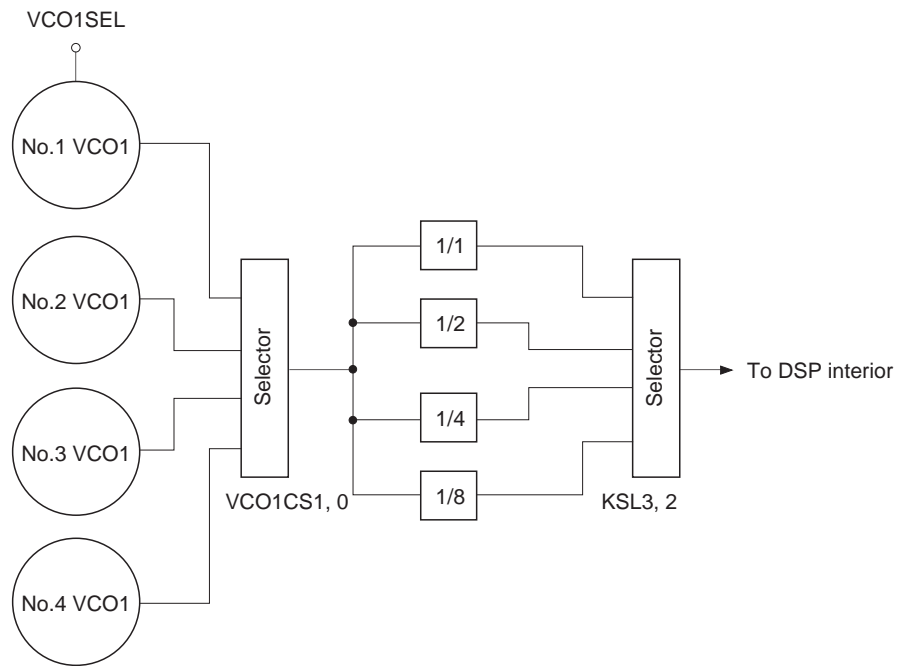 VCO1SEL
No.1 VCO1
No.2 VCO1
No.3 VCO1
No.4 VCO1
Selector
VCO1CS1, 0
1/1
1/2
1/4
1/8
Selector
KSL3, 2
To DSP interior